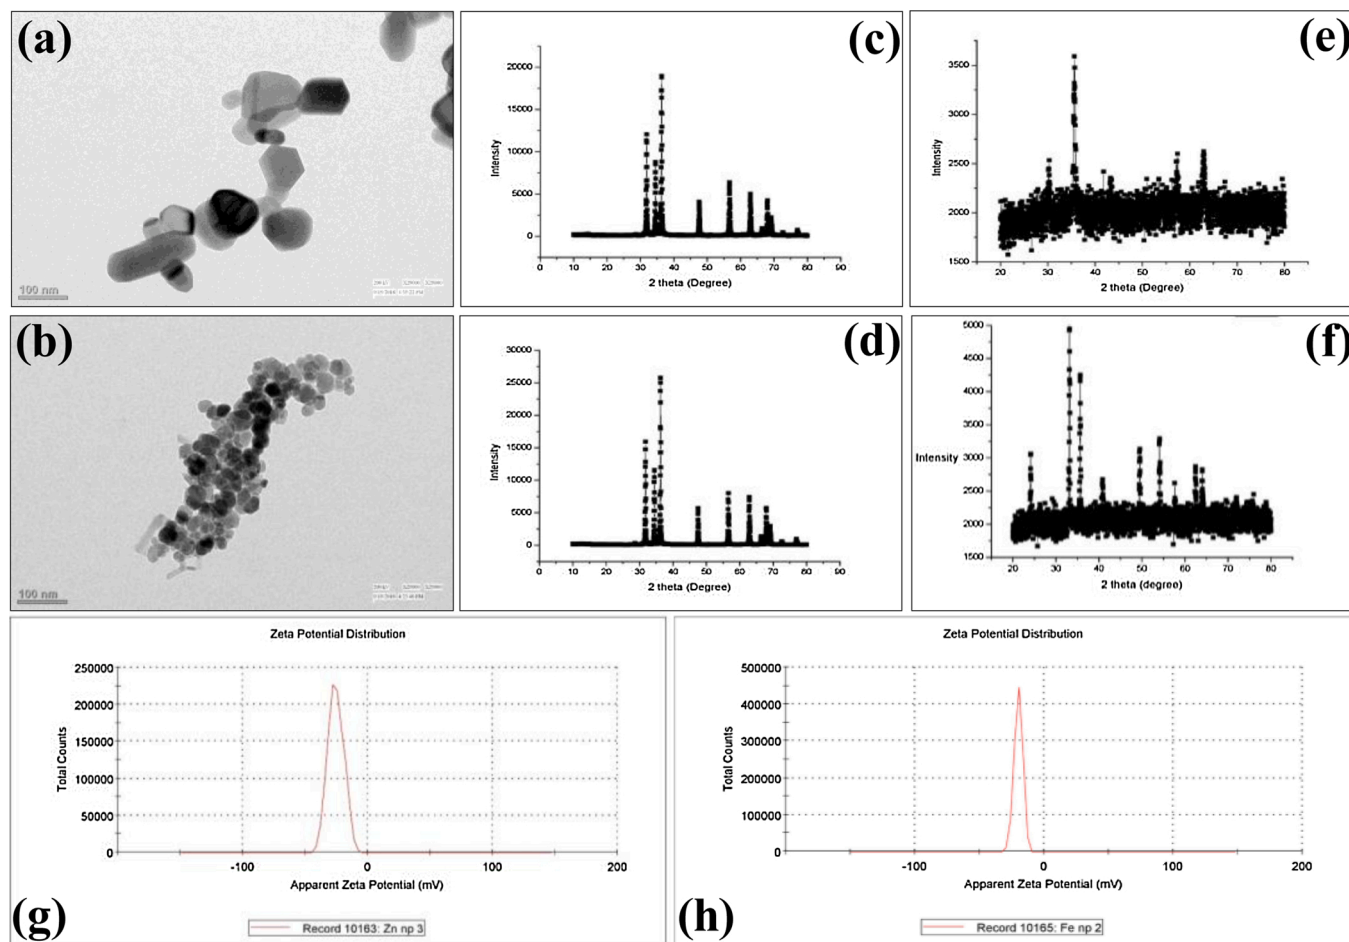 (a)
100 nm
(c)
20000
15000
10000
5000
0
Intensity
0 10 20 30 40 50 60 70 80 90
2 theta (Degree)
(e)
3500
3000
2500
2000
1500
Intensity
20 30 40 50 60 70 80
2 theta (Degree)
(b)
100 nm
(d)
30000
25000
20000
15000
10000
5000
0
Intensity
0 10 20 30 40 50 60 70 80 90
2 theta (Degree)
(f)
5000
4500
4000
3500
3000
2500
2000
1500
Intensity
20 30 40 50 60 70 80
2 theta (degree)
Zeta Potential Distribution
250000
200000
150000
100000
50000
0
Total Counts
-100 0 100 200
Apparent Zeta Potential (mV)
(g)
Record 10163: Zn np 3
Zeta Potential Distribution
500000
400000
300000
200000
100000
0
Total Counts
-100 0 100 200
Apparent Zeta Potential (mV)
(h)
Record 10165: Fe np 2